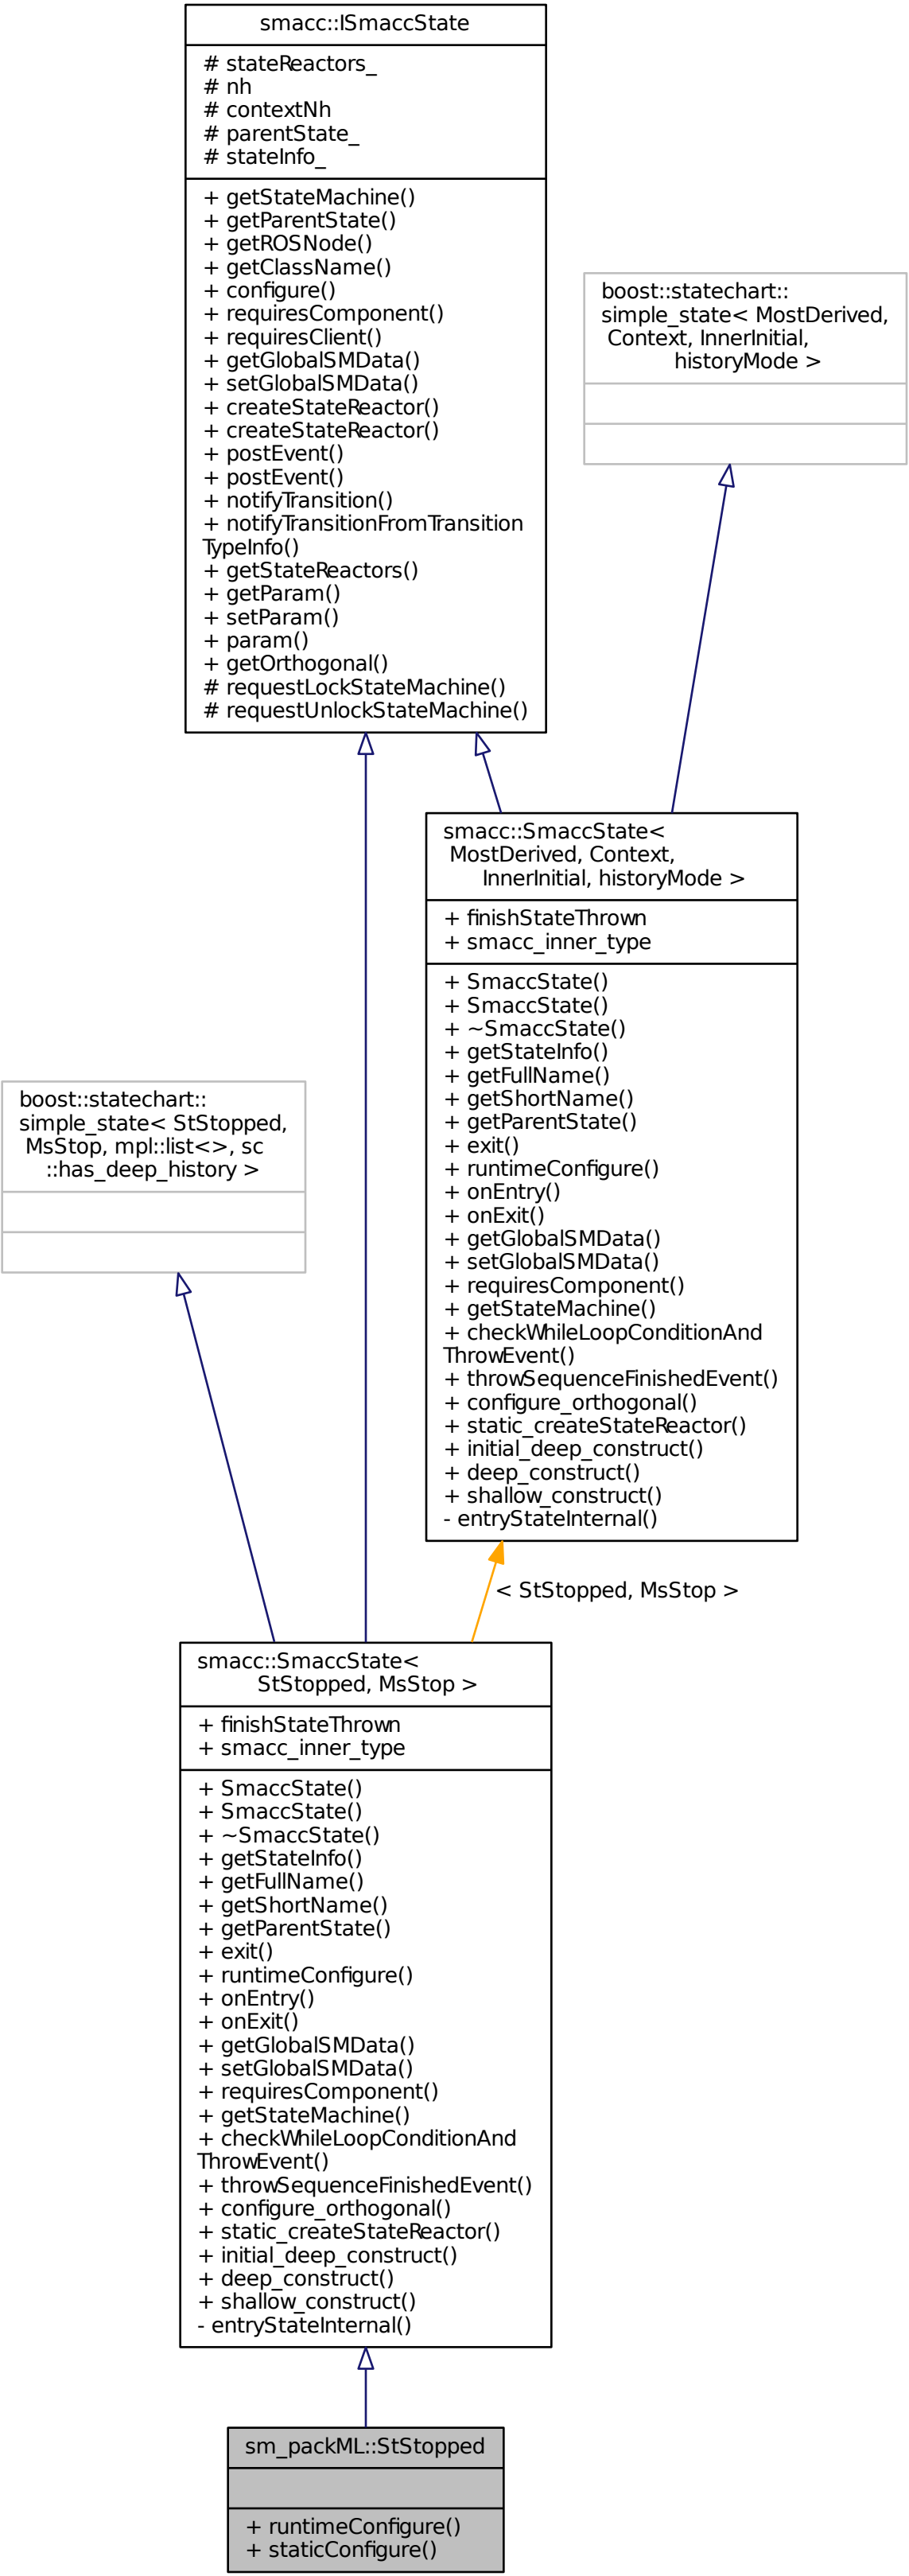 smacc::ISmaccState
# stateReactors_
# nh
# contextNh
# parentState_
# stateInfo_
+ getStateMachine()
+ getParentState()
+ getROSNode()
+ getClassName()
+ configure()
+ requiresComponent()
+ requiresClient()
+ getGlobalSMData()
+ setGlobalSMData()
+ createStateReactor()
+ createStateReactor()
+ postEvent()
+ postEvent()
+ notifyTransition()
+ notifyTransitionFromTransition
TypeInfo()
+ getStateReactors()
+ getParam()
+ setParam()
+ param()
+ getOrthogonal()
# requestLockStateMachine()
# requestUnlockStateMachine()
boost::statechart::
simple_state< MostDerived,
Context, InnerInitial,
historyMode >
smacc::SmaccState<
MostDerived, Context,
InnerInitial, historyMode >
+ finishStateThrown
+ smacc_inner_type
+ SmaccState()
+ SmaccState()
+ ~SmaccState()
+ getStateInfo()
+ getFullName()
+ getShortName()
+ getParentState()
+ exit()
+ runtimeConfigure()
+ onEntry()
+ onExit()
+ getGlobalSMData()
+ setGlobalSMData()
+ requiresComponent()
+ getStateMachine()
+ checkWhileLoopConditionAnd
ThrowEvent()
+ throwSequenceFinishedEvent()
+ configure_orthogonal()
+ static_createStateReactor()
+ initial_deep_construct()
+ deep_construct()
+ shallow_construct()
- entryStateInternal()
boost::statechart::
simple_state< StStopped,
MsStop, mpl::list<>, sc
::has_deep_history >
< StStopped, MsStop >
smacc::SmaccState<
StStopped, MsStop >
+ finishStateThrown
+ smacc_inner_type
+ SmaccState()
+ SmaccState()
+ ~SmaccState()
+ getStateInfo()
+ getFullName()
+ getShortName()
+ getParentState()
+ exit()
+ runtimeConfigure()
+ onEntry()
+ onExit()
+ getGlobalSMData()
+ setGlobalSMData()
+ requiresComponent()
+ getStateMachine()
+ checkWhileLoopConditionAnd
ThrowEvent()
+ throwSequenceFinishedEvent()
+ configure_orthogonal()
+ static_createStateReactor()
+ initial_deep_construct()
+ deep_construct()
+ shallow_construct()
- entryStateInternal()
sm_packML::StStopped
+ runtimeConfigure()
+ staticConfigure()